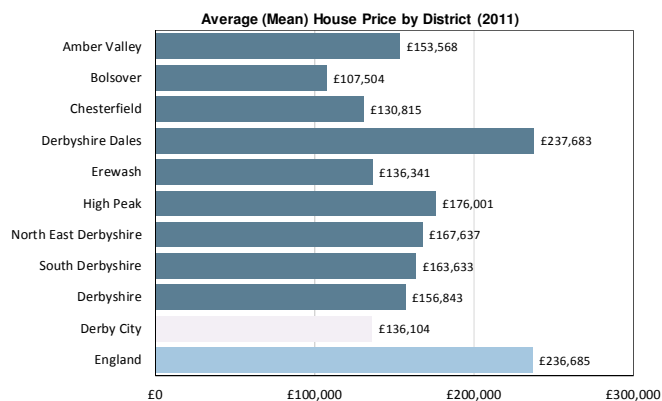 Average (Mean) House Price by District (2011)
Amber Valley £153,568
Bolsover £107,504
Chesterfield £130,815
Derbyshire Dales £237,683
Erewash £136,341
High Peak £176,001
North East Derbyshire £167,637
South Derbyshire £163,633
Derbyshire £156,843
Derby City £136,104
England £236,685
£0 £100,000 £200,000 £300,000